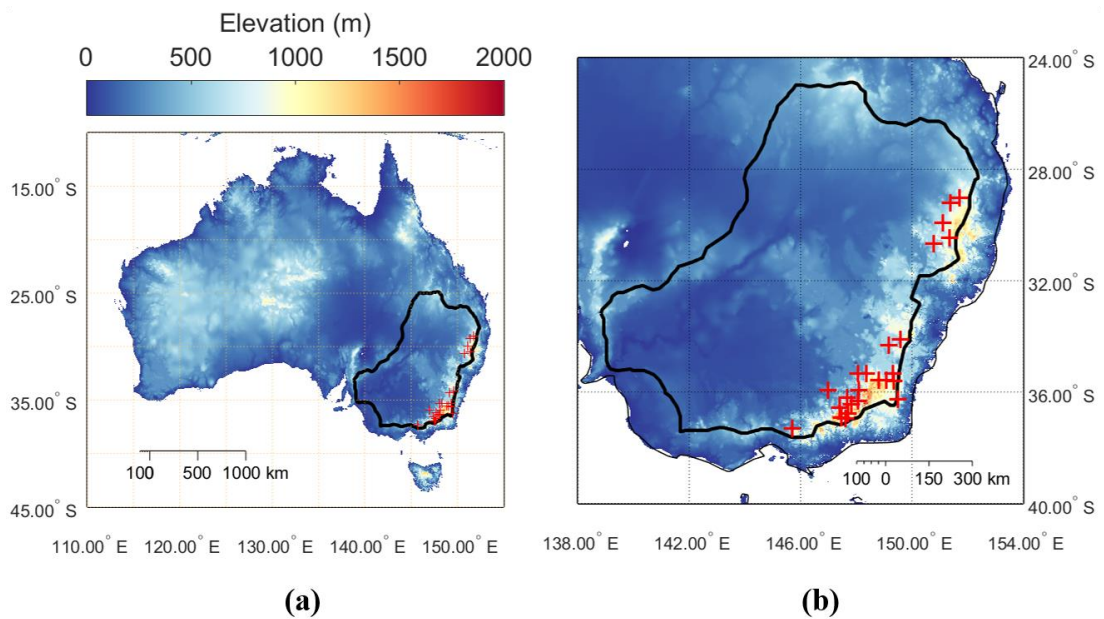 Elevation (m)
0 500 1000 1500 2000
15.00° S
25.00° S
35.00° S
45.00° S
100 500 1000 km
110.00° E 120.00° E 130.00° E 140.00° E 150.00° E
(a)
24.00° S
28.00° S
32.00° S
36.00° S
40.00° S
100 0 150 300 km
138.00° E 142.00° E 146.00° E 150.00° E 154.00° E
(b)